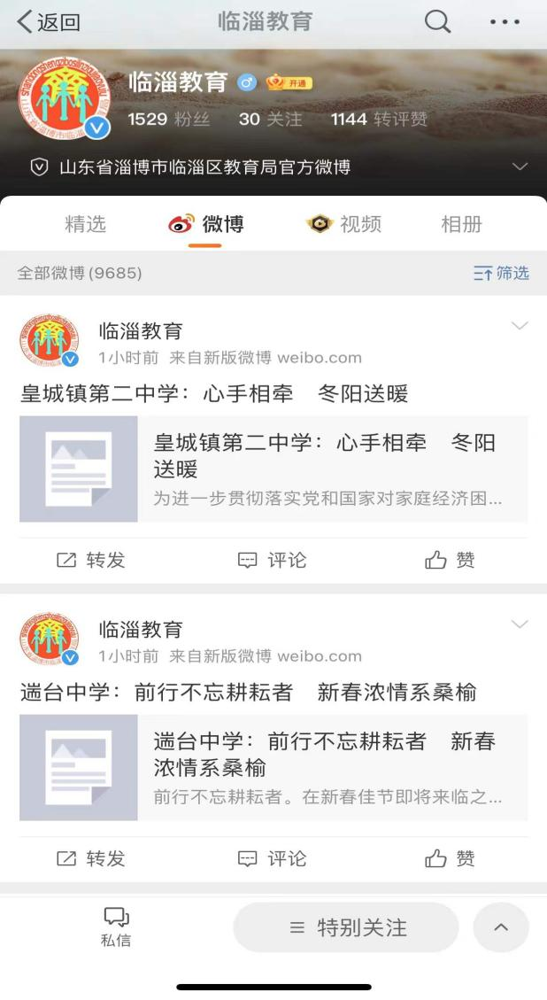 返回
临淄教育
临淄教育
开通
1529 粉丝 30 关注 1144 转评赞
山东省淄博市临淄区教育局官方微博
精选 微博 视频 相册
全部微博(9685)
筛选
临淄教育
1小时前 来自新版微博 weibo.com
皇城镇第二中学：心手相牵 冬阳送暖
皇城镇第二中学：心手相牵 冬阳
送暖
为进一步贯彻落实党和国家对家庭经济困...
转发 评论 赞
临淄教育
1小时前 来自新版微博 weibo.com
遄台中学：前行不忘耕耘者 新春浓情系桑榆
遄台中学：前行不忘耕耘者 新春
浓情系桑榆
前行不忘耕耘者。在新春佳节即将来临之...
转发 评论 赞
私信
特别关注